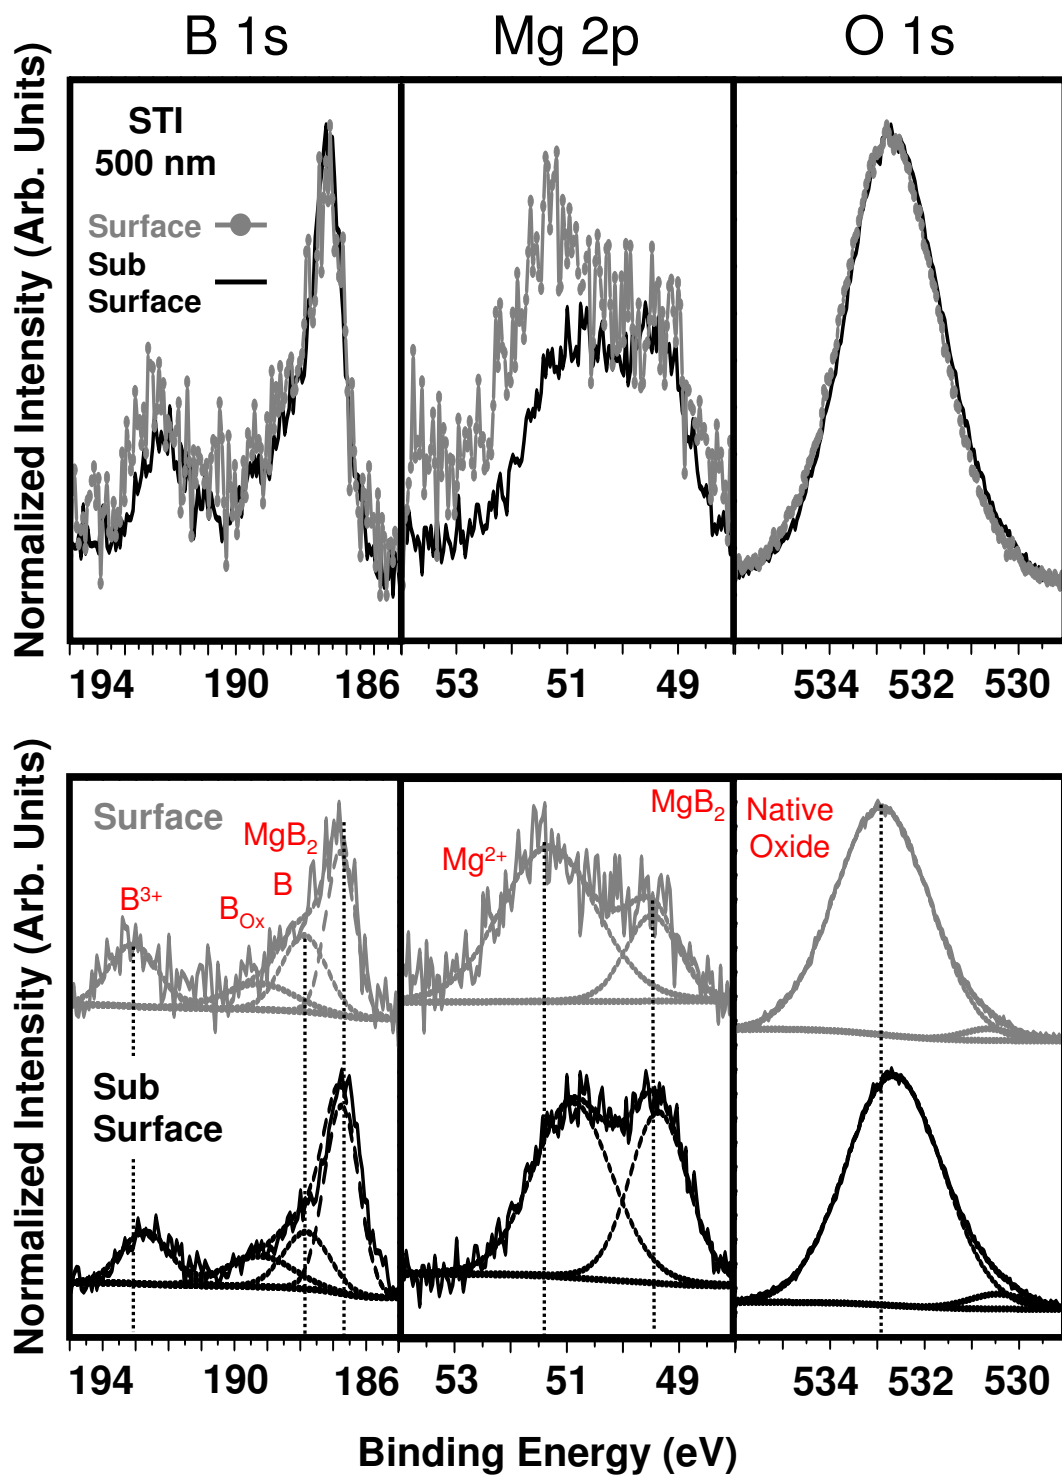 B 1s Mg 2p O 1s
Normalized Intensity (Arb. Units)
STI
500 nm
Surface
Sub
Surface
194 190 186 53 51 49 534 532 530
Normalized Intensity (Arb. Units)
Surface
B³⁺
B_Ox
B
MgB₂
Mg²⁺
MgB₂
Native
Oxide
Sub
Surface
194 190 186 53 51 49 534 532 530
Binding Energy (eV)